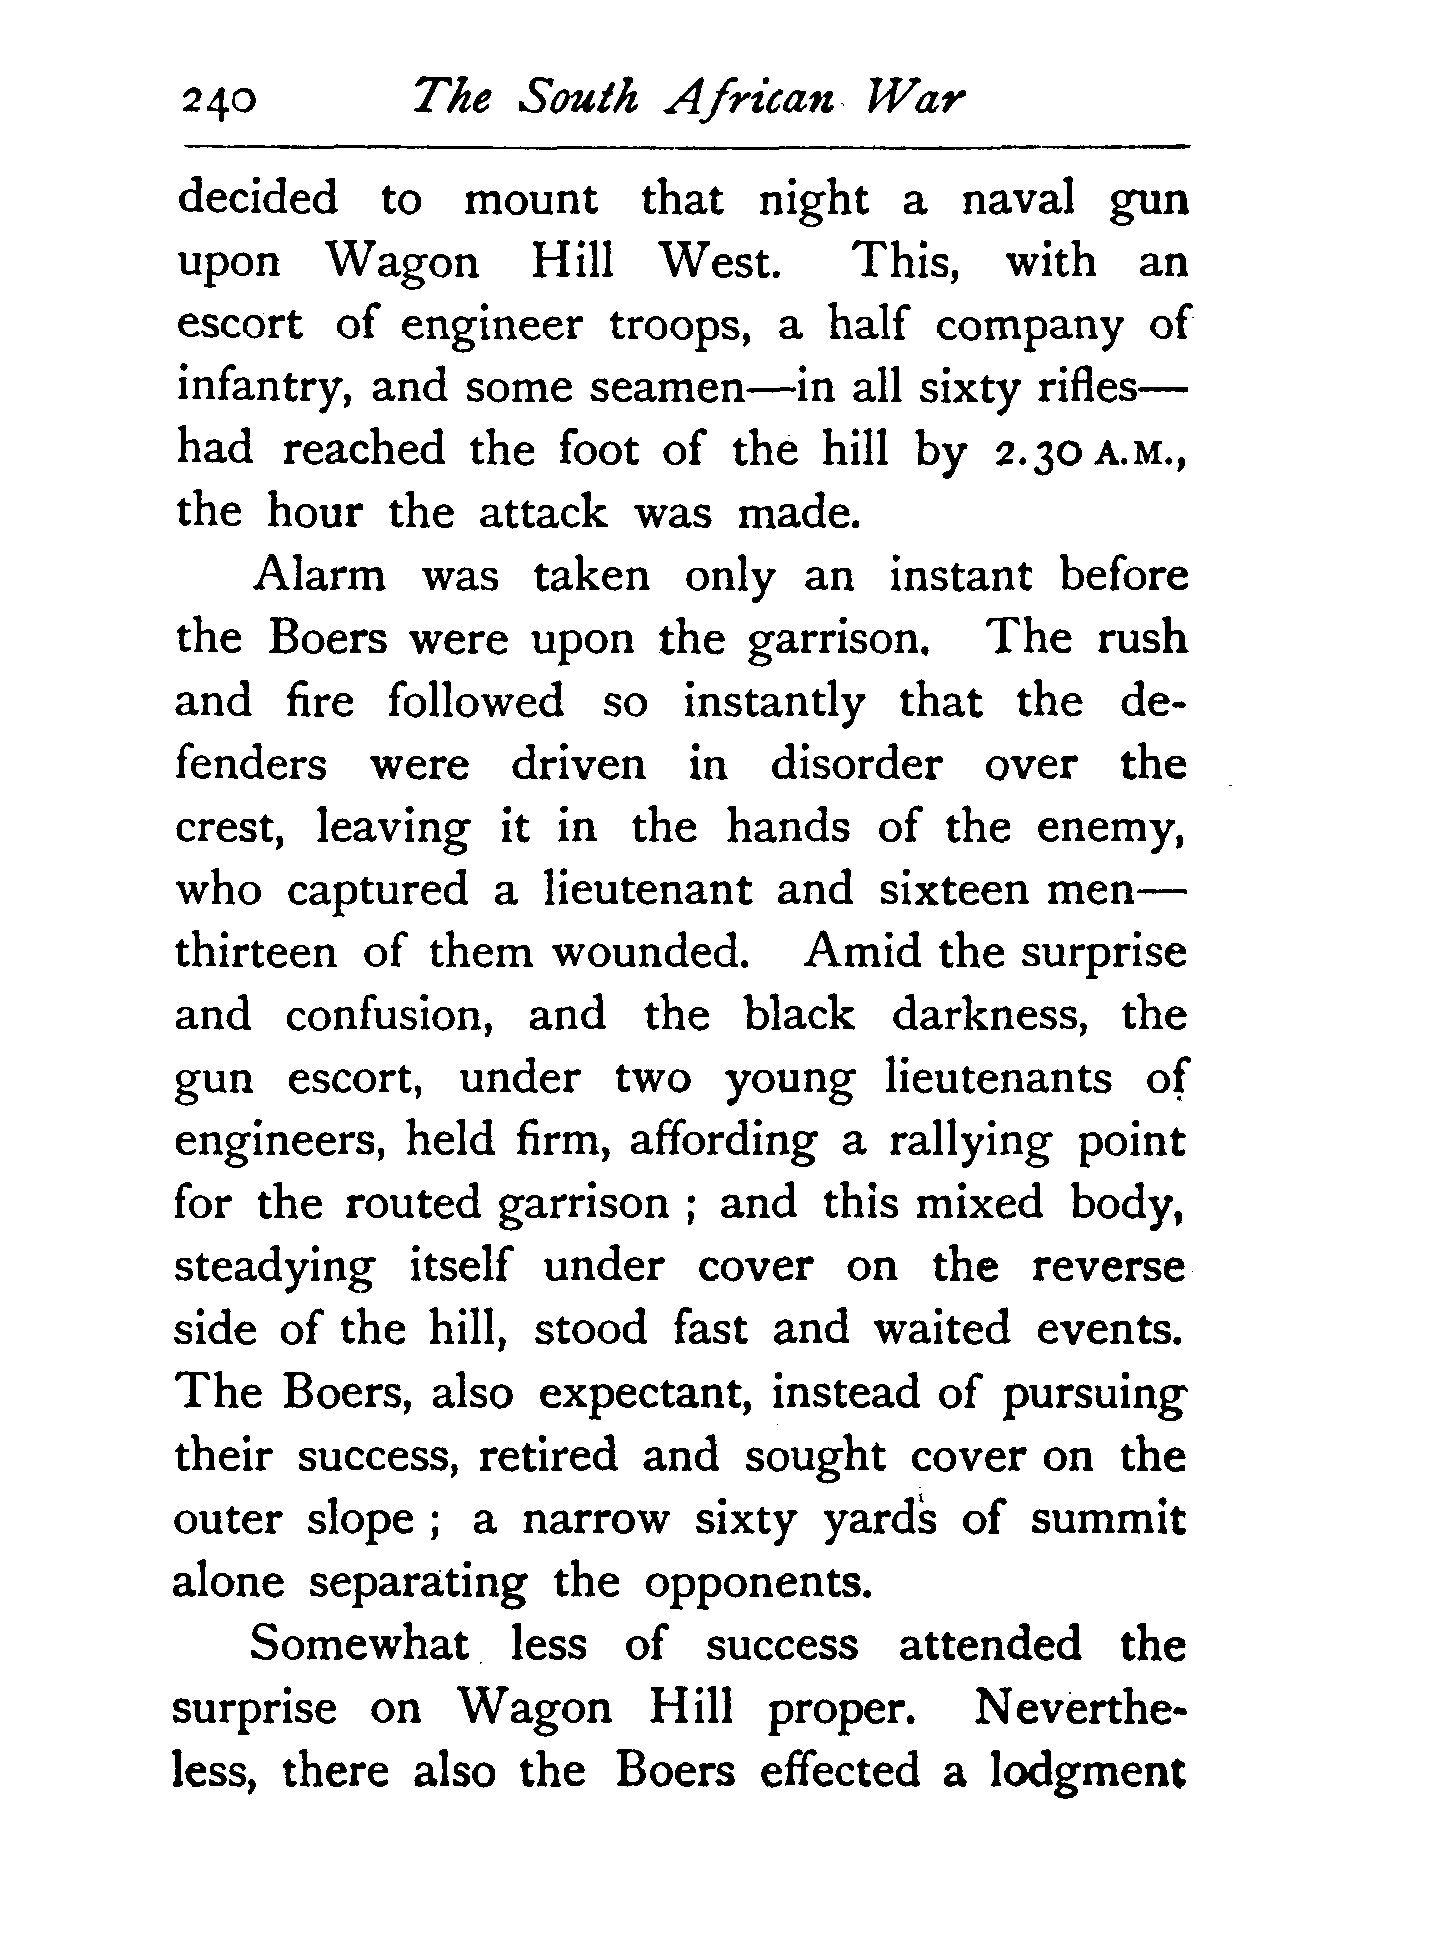 240 The South African War
decided to mount that night a naval gun
upon Wagon Hill West. This, with an
escort of engineer troops, a half company of
infantry, and some seamen—in all sixty rifles—
had reached the foot of the hill by 2.30 A.M.,
the hour the attack was made.
Alarm was taken only an instant before
the Boers were upon the garrison. The rush
and fire followed so instantly that the de-
fenders were driven in disorder over the
crest, leaving it in the hands of the enemy,
who captured a lieutenant and sixteen men—
thirteen of them wounded. Amid the surprise
and confusion, and the black darkness, the
gun escort, under two young lieutenants of
engineers, held firm, affording a rallying point
for the routed garrison ; and this mixed body,
steadying itself under cover on the reverse
side of the hill, stood fast and waited events.
The Boers, also expectant, instead of pursuing
their success, retired and sought cover on the
outer slope ; a narrow sixty yards of summit
alone separating the opponents.
Somewhat less of success attended the
surprise on Wagon Hill proper. Neverthe-
less, there also the Boers effected a lodgment